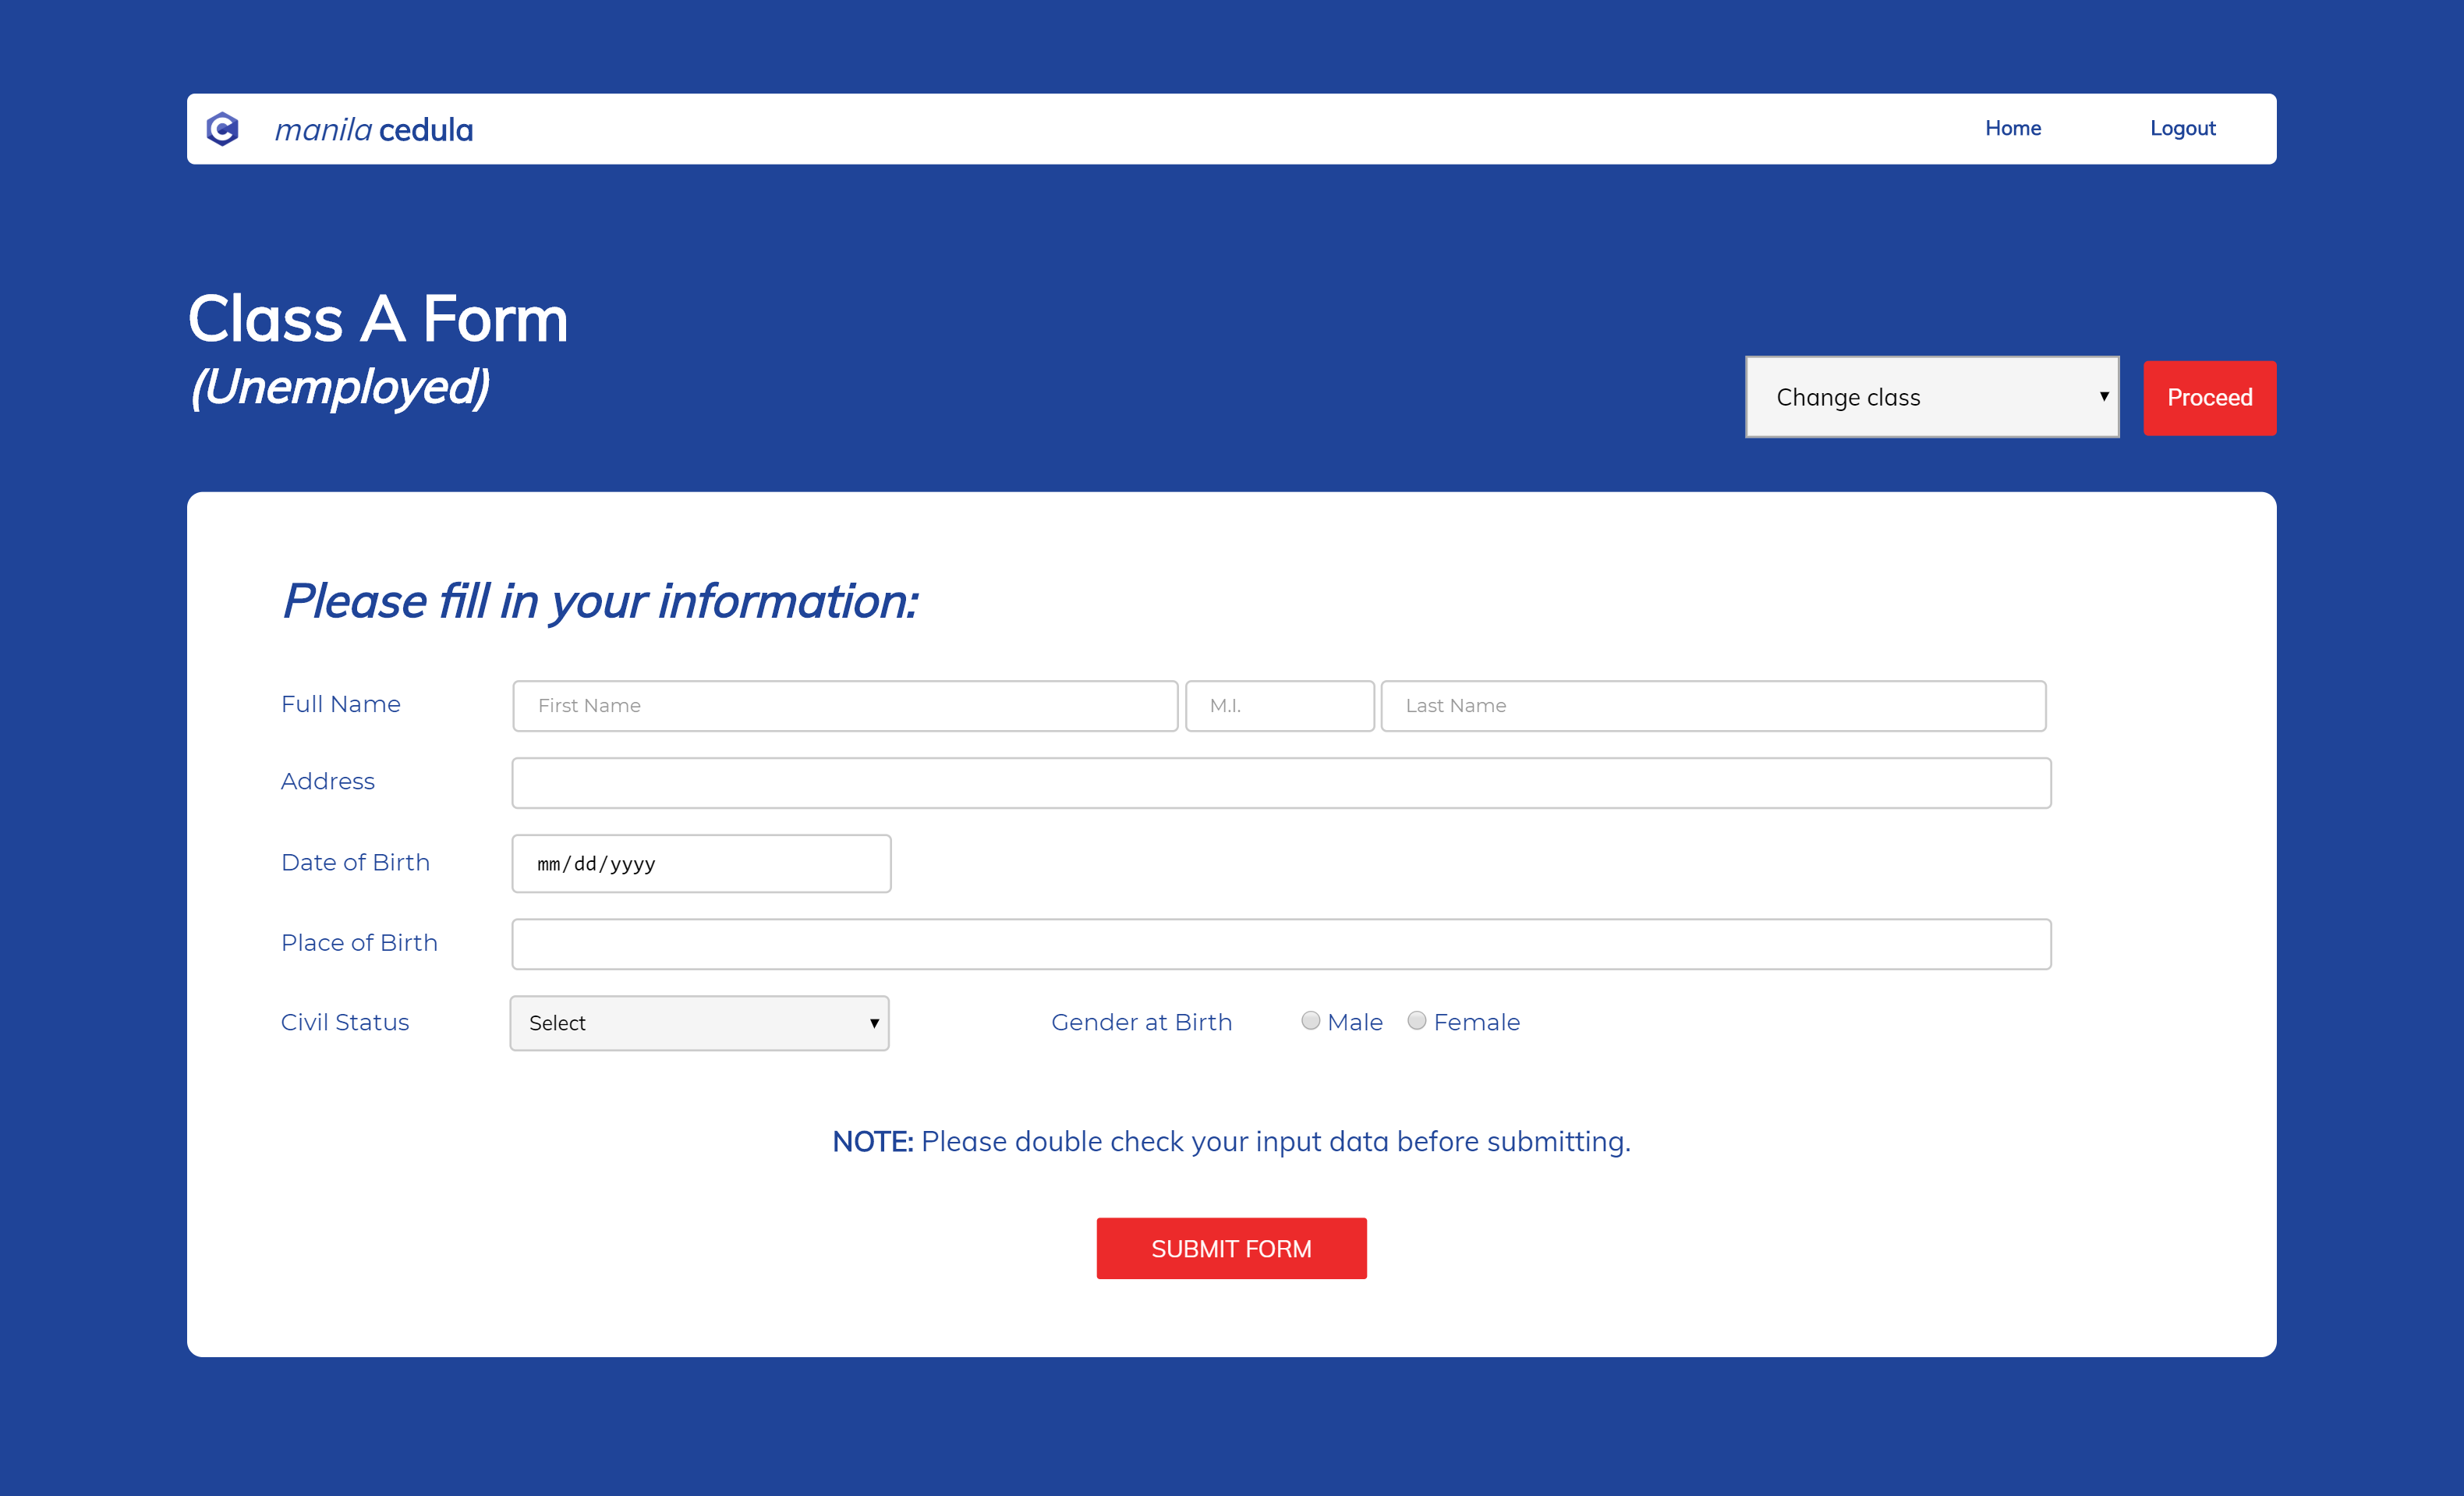 manila cedula
Home
Logout
Class A Form
(Unemployed)
Change class
Proceed
Please fill in your information:
Full Name
First Name
M.I.
Last Name
Address
Date of Birth
mm/dd/yyyy
Place of Birth
Civil Status
Select
Gender at Birth
Male
Female
NOTE: Please double check your input data before submitting.
SUBMIT FORM